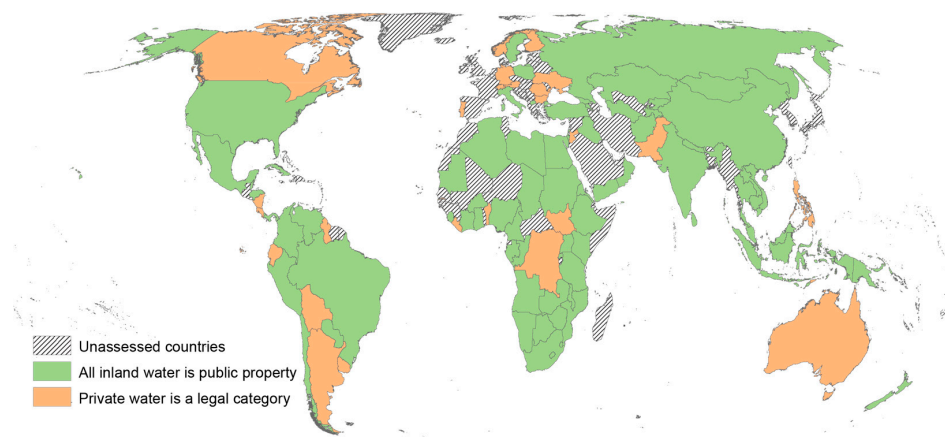 Unassessed countries
All inland water is public property
Private water is a legal category